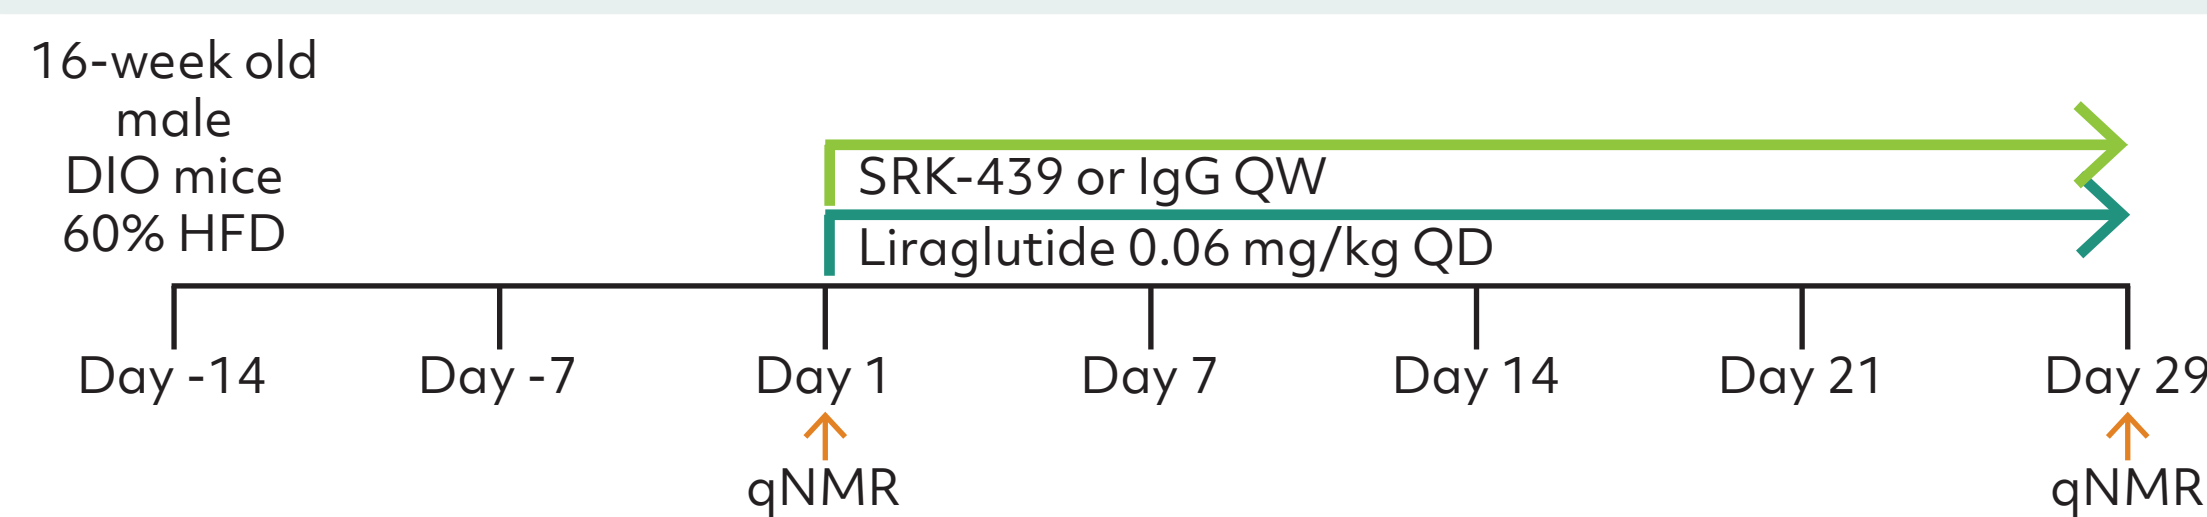 16-week old
male
DIO mice
60% HFD
SRK-439 or IgG QW
Liraglutide 0.06 mg/kg QD
Day -14
Day -7
Day 1
Day 7
Day 14
Day 21
Day 29
qNMR
qNMR